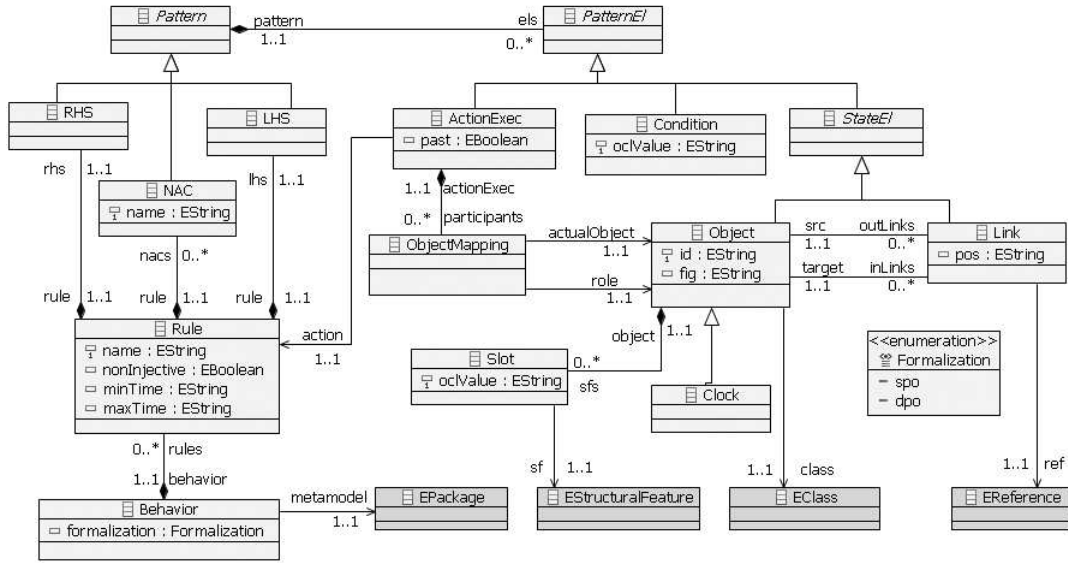 Pattern
pattern
1..1
els
0..*
PatternEl
RHS
LHS
ActionExec
past : EBoolean
Condition
oclValue : EString
StateEl
rhs
1..1
lhs
1..1
NAC
name : EString
1..1
actionExec
0..*
participants
nacs
0..*
ObjectMapping
actualObject
1..1
role
1..1
Object
id : EString
fig : EString
src
1..1
outLinks
0..*
target
1..1
inLinks
0..*
Link
pos : EString
rule
1..1
rule
1..1
rule
1..1
Rule
name : EString
nonInjective : EBoolean
minTime : EString
maxTime : EString
action
1..1
object
1..1
Slot
oclValue : EString
0..*
sfs
Clock
<<enumeration>>
Formalization
spo
dpo
0..*
rules
1..1
behavior
sf
1..1
1..1
class
1..1
ref
Behavior
formalization : Formalization
metamodel
1..1
EPackage
EStructuralFeature
EClass
EReference